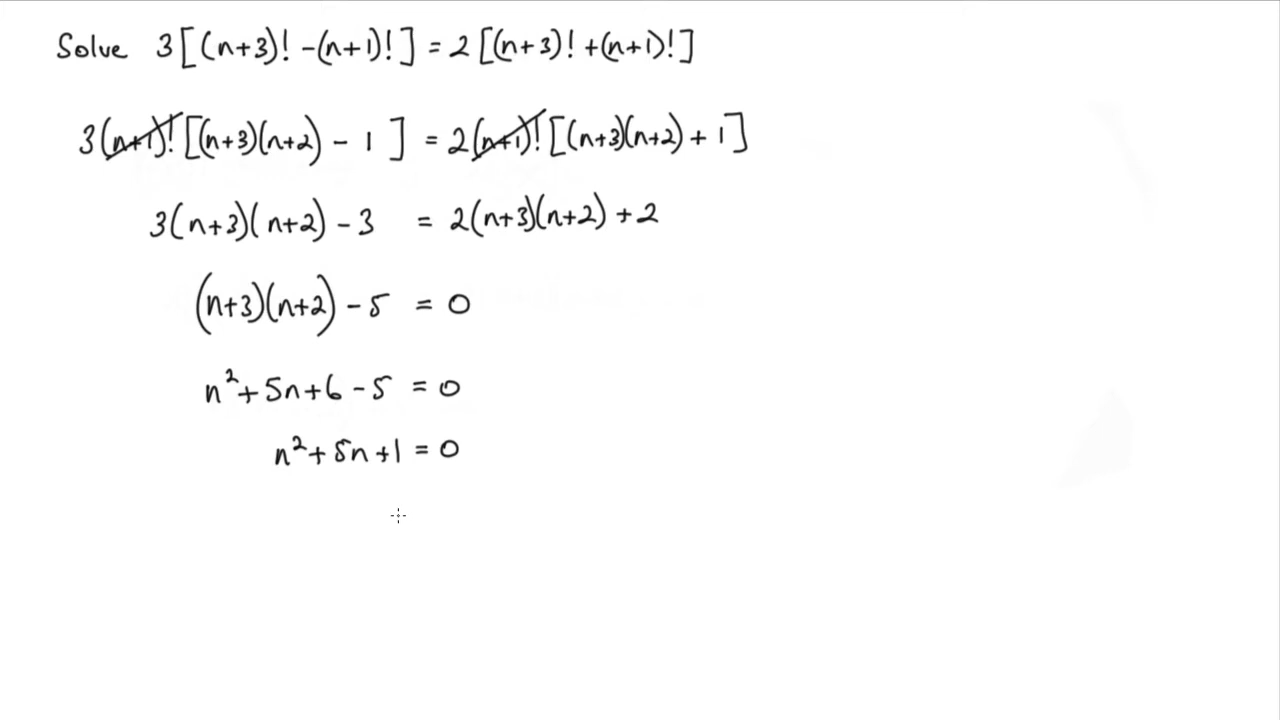 Solve 3[(n+3)! -(n+1)!] = 2[(n+3)! +(n+1)!]
3(n+1)![(n+3)(n+2) - 1 ] = 2(n+1)![(n+3)(n+2) + 1]
3(n+3)(n+2) - 3 = 2(n+3)(n+2) + 2
(n+3)(n+2) - 5 = 0
n²+5n+6 - 5 = 0
n²+5n+1 = 0